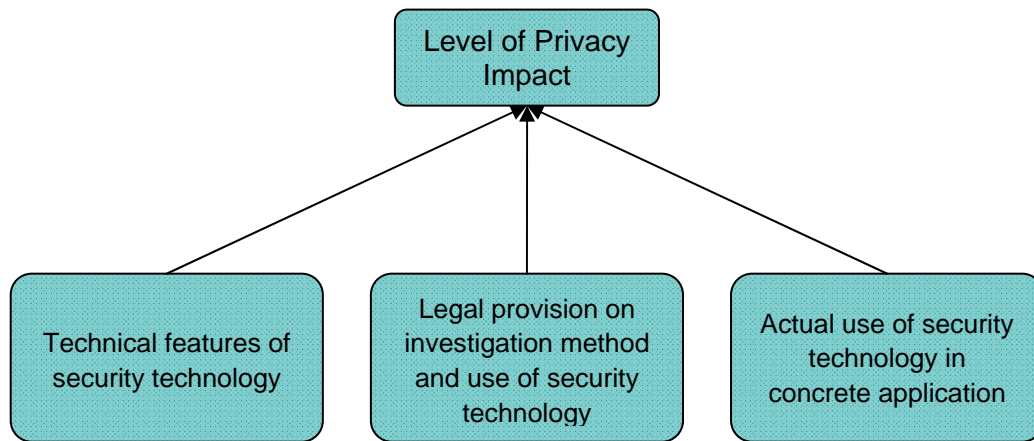 Level of Privacy
Impact
Technical features of
security technology
Legal provision on
investigation method
and use of security
technology
Actual use of security
technology in
concrete application